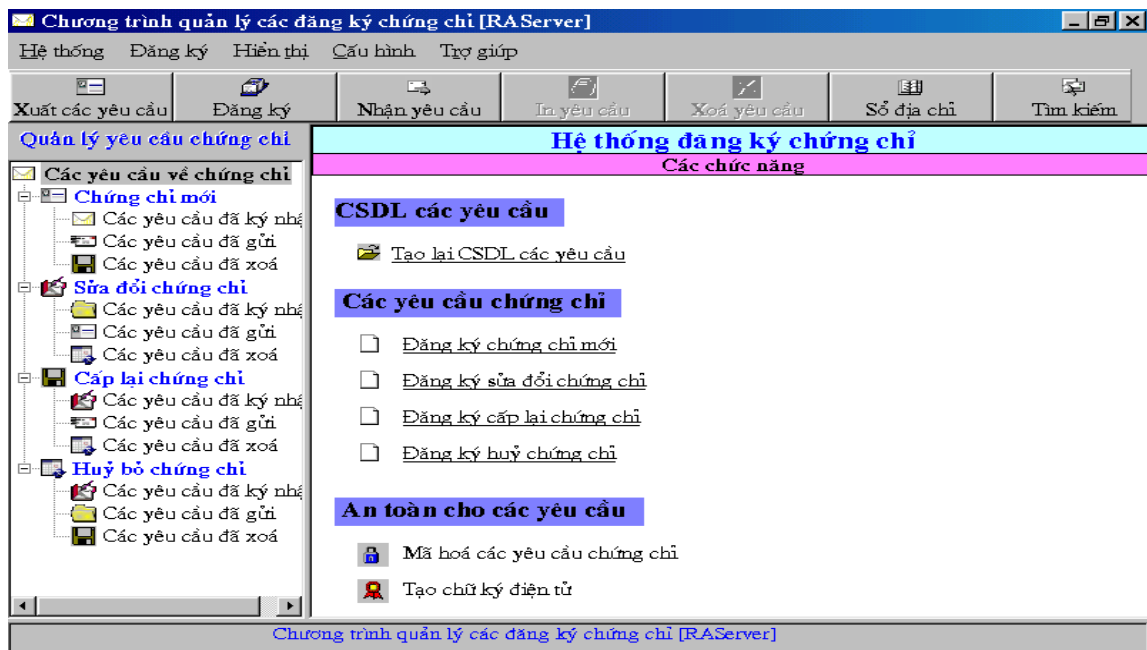 Chương trình quản lý các đăng ký chứng chỉ [RAServer]
Hệ thống Đăng ký Hiển thị Cấu hình Trợ giúp
Xuất các yêu cầu Đăng ký Nhận yêu cầu In yêu cầu Xoá yêu cầu Sổ địa chỉ Tìm kiếm
Quản lý yêu cầu chứng chỉ
Các yêu cầu về chứng chỉ
Chứng chỉ mới
Các yêu cầu đã ký nhậ
Các yêu cầu đã gửi
Các yêu cầu đã xoá
Sửa đổi chứng chỉ
Các yêu cầu đã ký nhậ
Các yêu cầu đã gửi
Các yêu cầu đã xoá
Cấp lại chứng chỉ
Các yêu cầu đã ký nhậ
Các yêu cầu đã gửi
Các yêu cầu đã xoá
Huỷ bỏ chứng chỉ
Các yêu cầu đã ký nhậ
Các yêu cầu đã gửi
Các yêu cầu đã xoá
Hệ thống đăng ký chứng chỉ
Các chức năng
CSDL các yêu cầu
Tạo lại CSDL các yêu cầu
Các yêu cầu chứng chỉ
Đăng ký chứng chỉ mới
Đăng ký sửa đổi chứng chỉ
Đăng ký cấp lại chứng chỉ
Đăng ký huỷ chứng chỉ
An toàn cho các yêu cầu
Mã hoá các yêu cầu chứng chỉ
Tạo chữ ký điện tử
Chương trình quản lý các đăng ký chứng chỉ [RAServer]